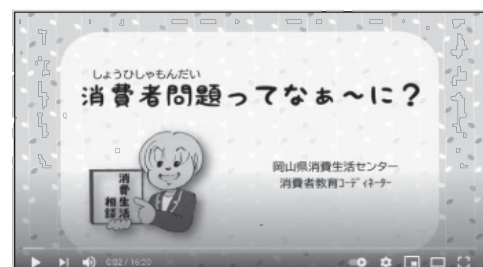 しょうひしゃもんだい
消費者問題ってなぁ～に？
消費生活
相談
岡山県消費生活センター
消費者教育ｺｰﾃﾞｨﾈｰﾀｰ
0:02 / 16:20